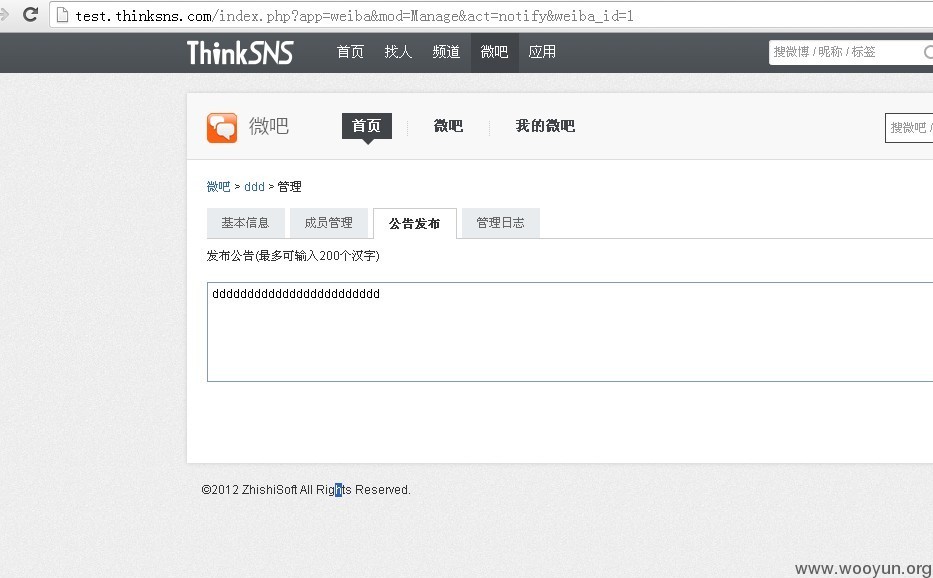 test.thinksns.com/index.php?app=weiba&mod=Manage&act=notify&weiba_id=1
ThinkSNS 首页 找人 频道 微吧 应用 搜微博 / 昵称 / 标签
微吧 首页 微吧 我的微吧 搜微吧 /
微吧 > ddd > 管理
基本信息 成员管理 公告发布 管理日志
发布公告(最多可输入200个汉字)
dddddddddddddddddddddddd
©2012 ZhishiSoft All Rights Reserved.
www.wooyun.org